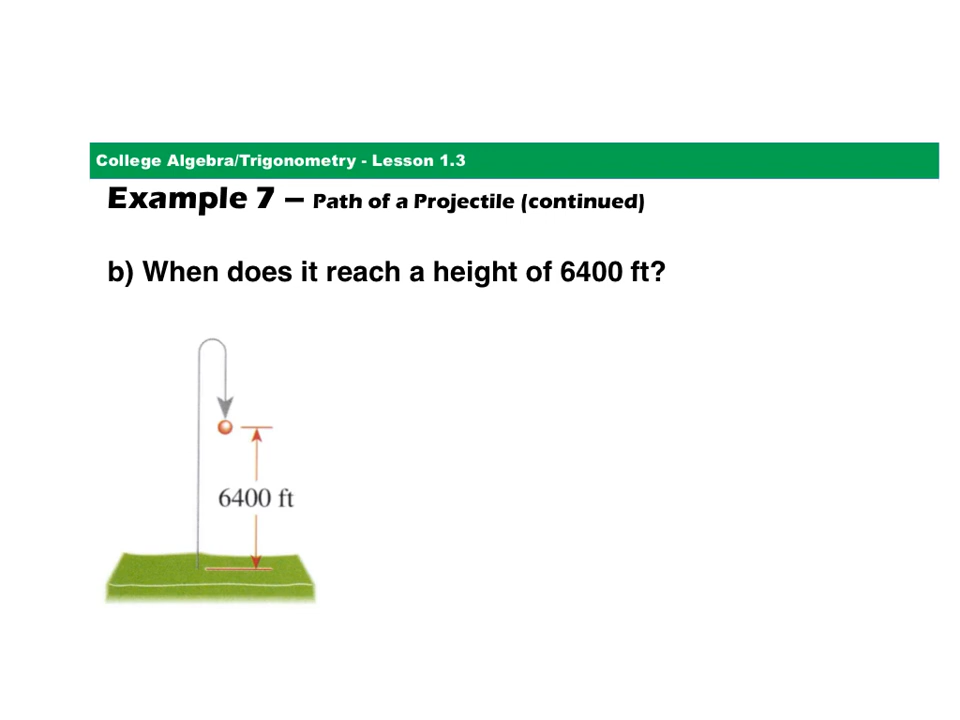 College Algebra/Trigonometry - Lesson 1.3
Example 7 – Path of a Projectile (continued)
b) When does it reach a height of 6400 ft?
6400 ft